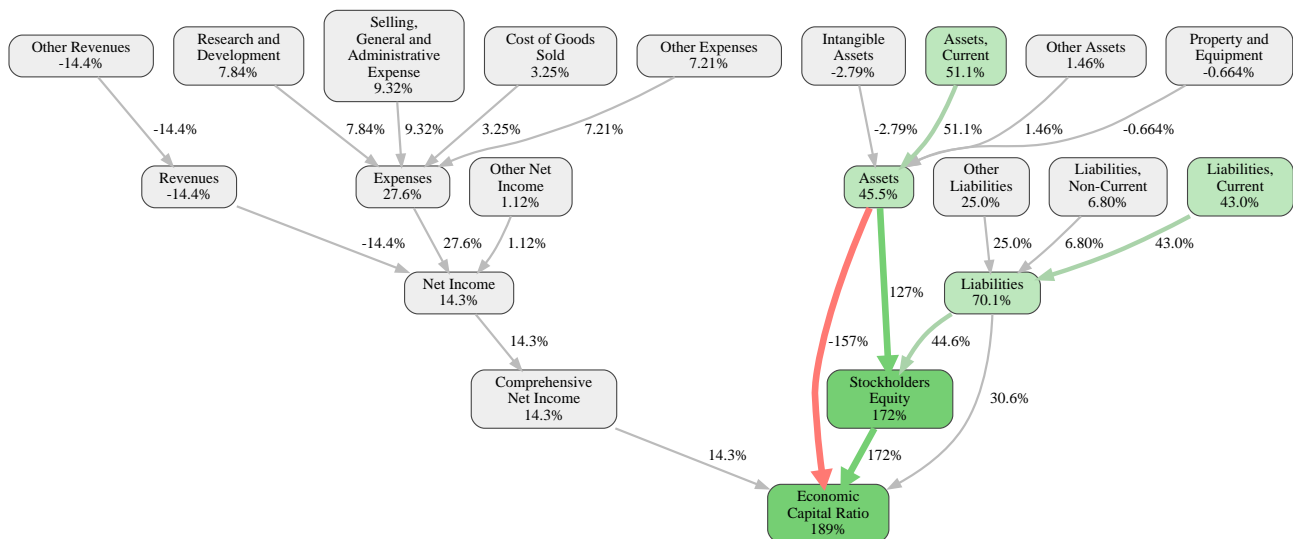 Other Revenues
-14.4%
Research and
Development
7.84%
Selling,
General and
Administrative
Expense
9.32%
Cost of Goods
Sold
3.25%
Other Expenses
7.21%
Intangible
Assets
-2.79%
Assets,
Current
51.1%
Other Assets
1.46%
Property and
Equipment
-0.664%
-14.4%
7.84%
9.32%
3.25%
7.21%
-2.79%
51.1%
1.46%
-0.664%
Revenues
-14.4%
Expenses
27.6%
Other Net
Income
1.12%
Assets
45.5%
Other
Liabilities
25.0%
Liabilities,
Non-Current
6.80%
Liabilities,
Current
43.0%
-14.4%
27.6%
1.12%
25.0%
6.80%
43.0%
Net Income
14.3%
127%
Liabilities
70.1%
14.3%
-157%
44.6%
Comprehensive
Net Income
14.3%
Stockholders
Equity
172%
30.6%
14.3%
172%
Economic
Capital Ratio
189%